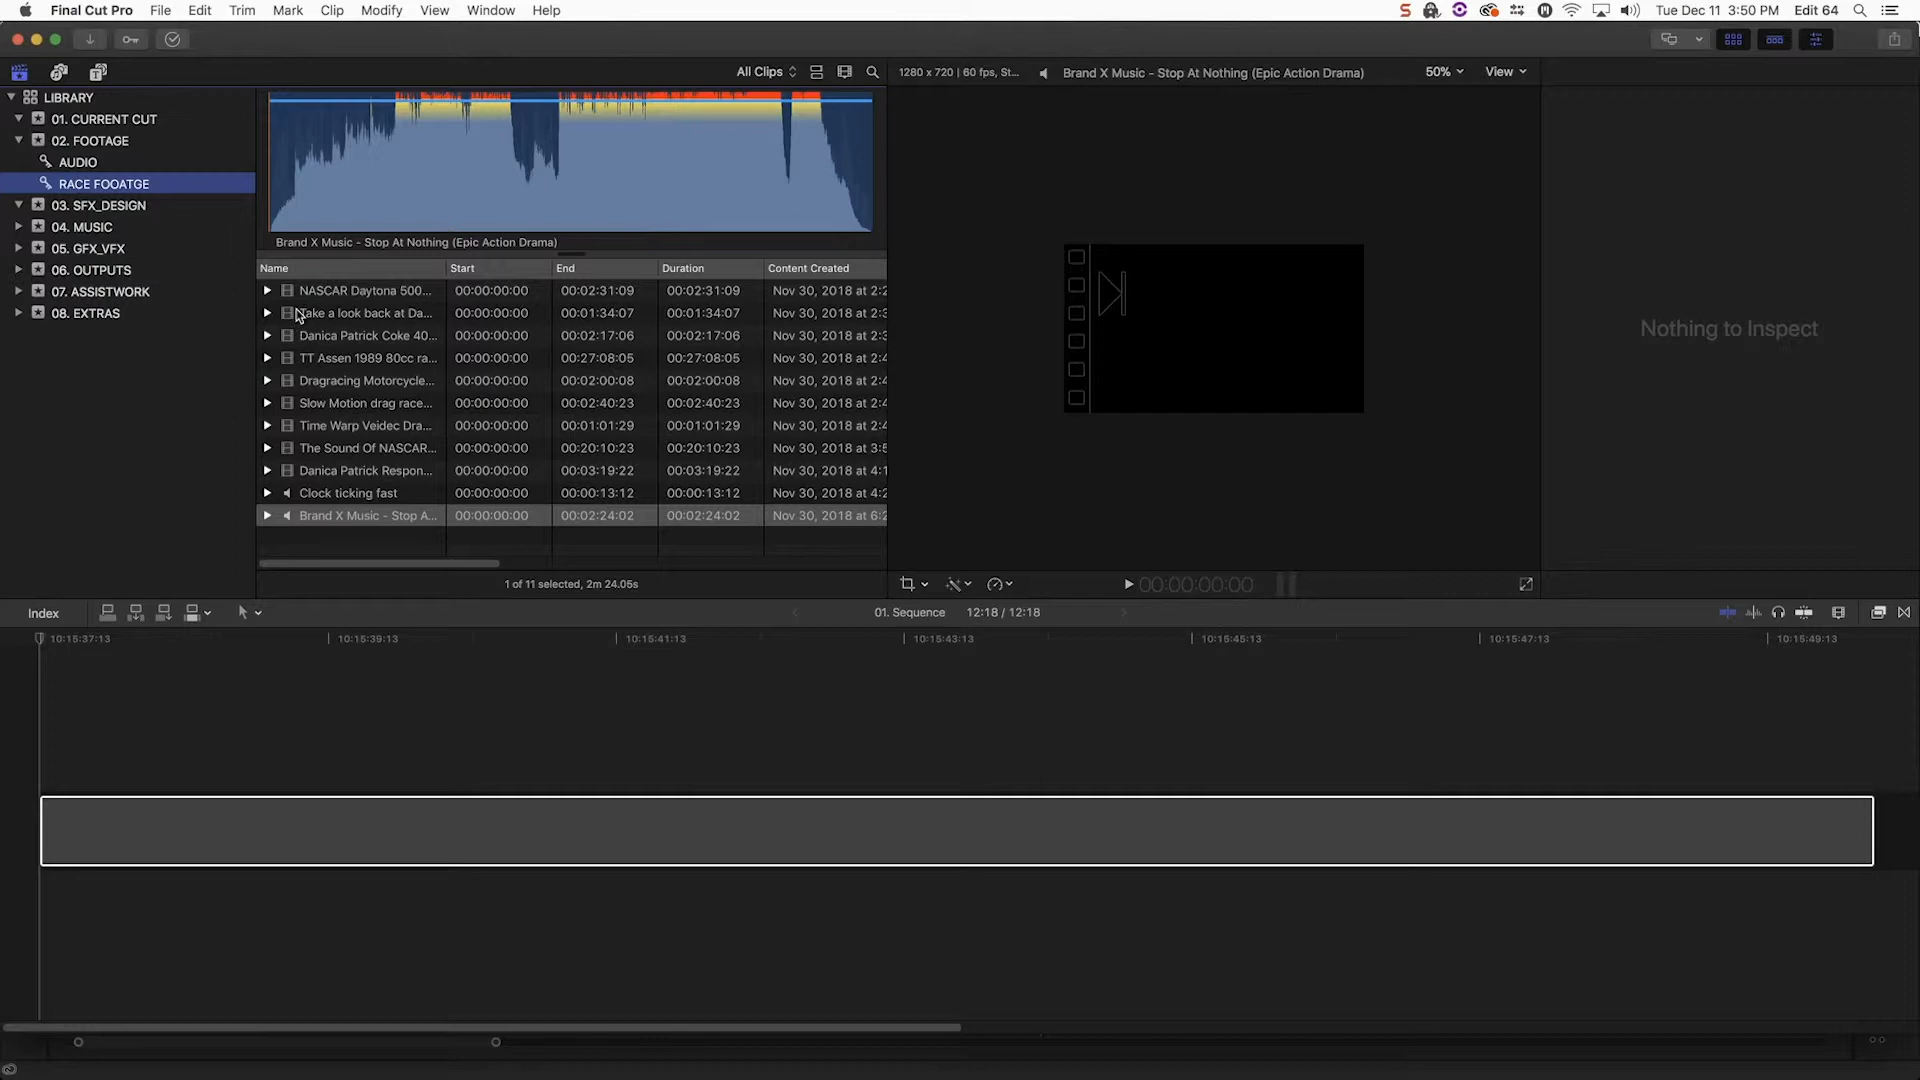 Final Cut Pro File Edit Trim Mark Clip Modify View Window Help
Tue Dec 11 3:50 PM Edit 64
All Clips
1280 x 720 | 60 fps, St... Brand X Music - Stop At Nothing (Epic Action Drama) 50% View
LIBRARY
01. CURRENT CUT
02. FOOTAGE
AUDIO
RACE FOOATGE
03. SFX_DESIGN
04. MUSIC
05. GFX_VFX
06. OUTPUTS
07. ASSISTWORK
08. EXTRAS
Brand X Music - Stop At Nothing (Epic Action Drama)
Name Start End Duration Content Created
NASCAR Daytona 500... 00:00:00:00 00:02:31:09 00:02:31:09 Nov 30, 2018 at 2:2
Take a look back at Da... 00:00:00:00 00:01:34:07 00:01:34:07 Nov 30, 2018 at 2:3
Danica Patrick Coke 40... 00:00:00:00 00:02:17:06 00:02:17:06 Nov 30, 2018 at 2:3
TT Assen 1989 80cc ra... 00:00:00:00 00:27:08:05 00:27:08:05 Nov 30, 2018 at 2:4
Dragracing Motorcycle... 00:00:00:00 00:02:00:08 00:02:00:08 Nov 30, 2018 at 2:4
Slow Motion drag race... 00:00:00:00 00:02:40:23 00:02:40:23 Nov 30, 2018 at 2:4
Time Warp Veidec Dra... 00:00:00:00 00:01:01:29 00:01:01:29 Nov 30, 2018 at 2:4
The Sound Of NASCAR... 00:00:00:00 00:20:10:23 00:20:10:23 Nov 30, 2018 at 3:5
Danica Patrick Respon... 00:00:00:00 00:03:19:22 00:03:19:22 Nov 30, 2018 at 4:1
Clock ticking fast 00:00:00:00 00:00:13:12 00:00:13:12 Nov 30, 2018 at 4:2
Brand X Music - Stop A... 00:00:00:00 00:02:24:02 00:02:24:02 Nov 30, 2018 at 6:2
1 of 11 selected, 2m 24.05s
Nothing to Inspect
00:00:00:00
Index 01. Sequence 12:18 / 12:18
10:15:37:13 10:15:39:13 10:15:41:13 10:15:43:13 10:15:45:13 10:15:47:13 10:15:49:13